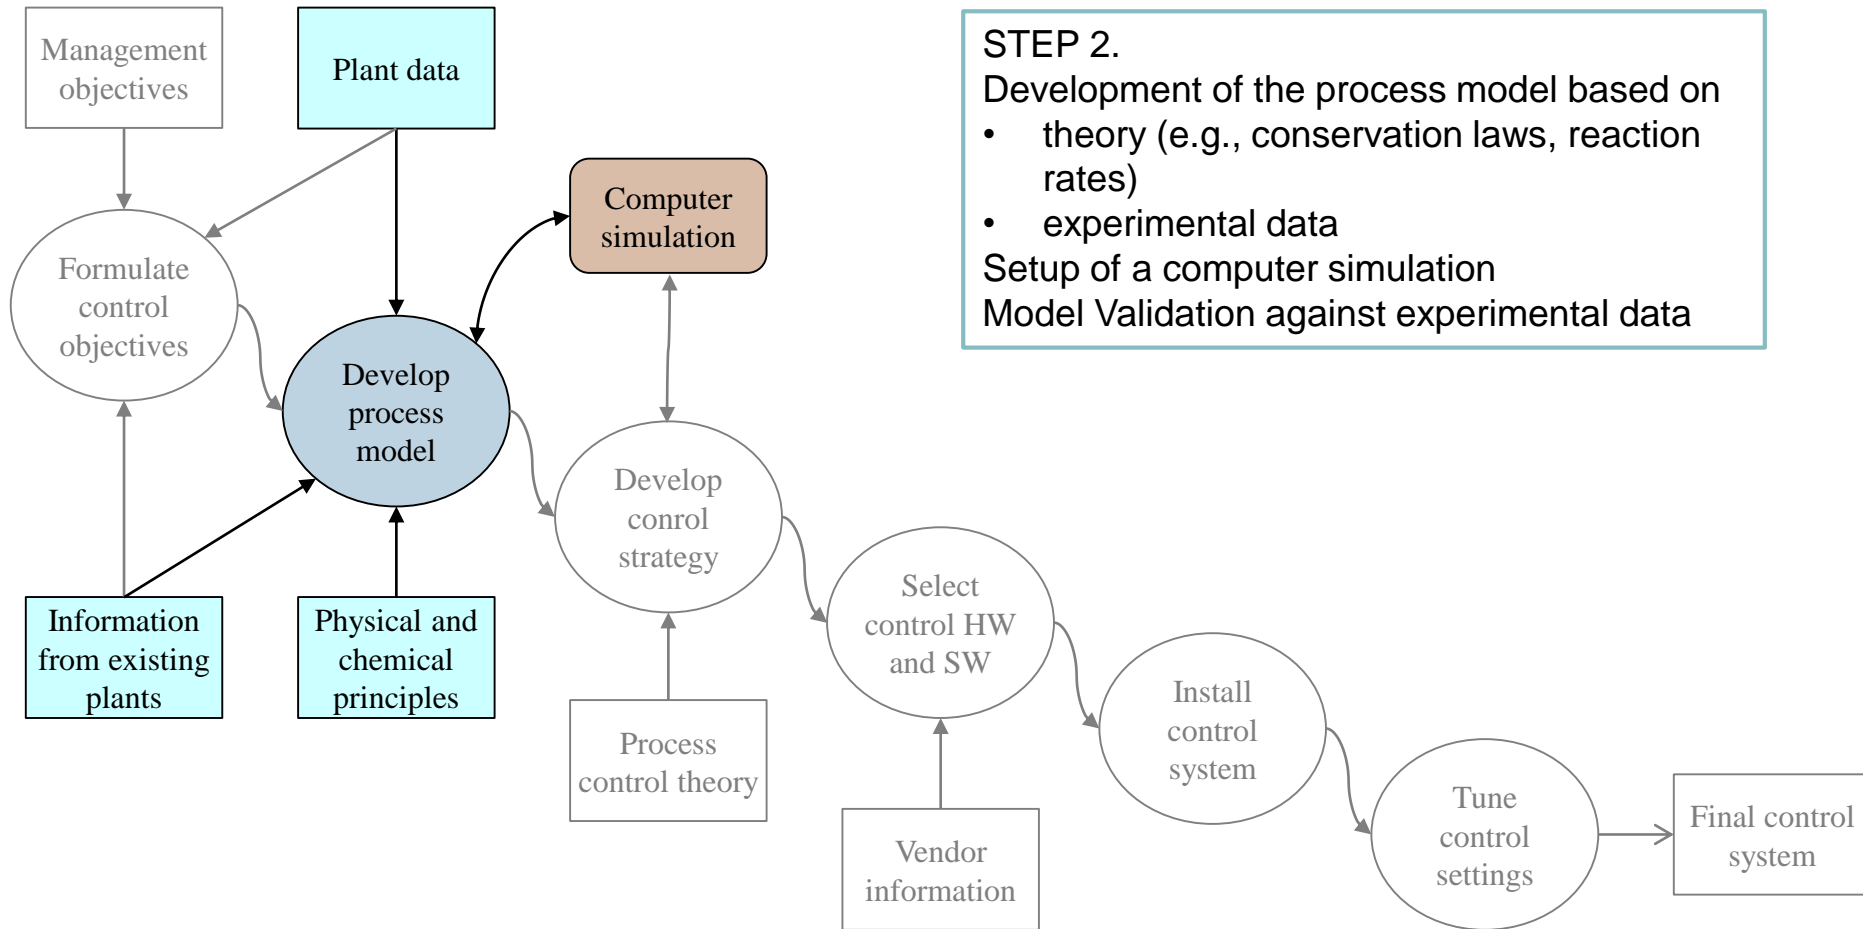 Management
objectives
Plant data
STEP 2.
Development of the process model based on
• theory (e.g., conservation laws, reaction
rates)
• experimental data
Setup of a computer simulation
Model Validation against experimental data
Computer
simulation
Formulate
control
objectives
Develop
process
model
Develop
conrol
strategy
Select
control HW
and SW
Information
from existing
plants
Physical and
chemical
principles
Process
control theory
Install
control
system
Vendor
information
Tune
control
settings
Final control
system